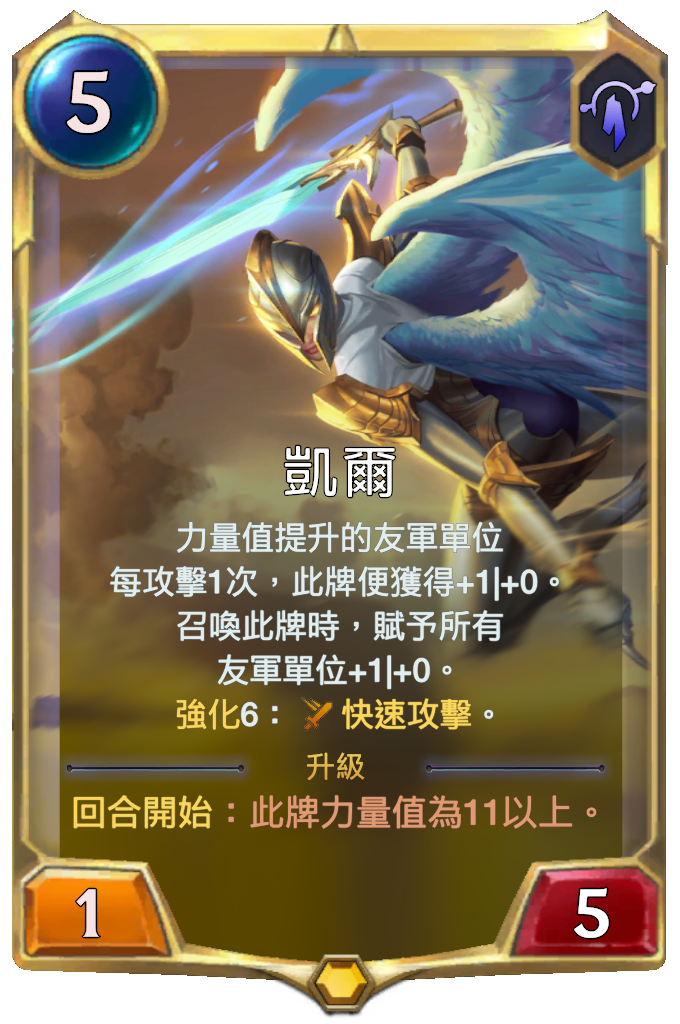 5
凱爾
力量值提升的友軍單位
每攻擊1次，此牌便獲得+1|+0。
召喚此牌時，賦予所有
友軍單位+1|+0。
強化6： 快速攻擊。
升級
回合開始：此牌力量值為11以上。
1
5